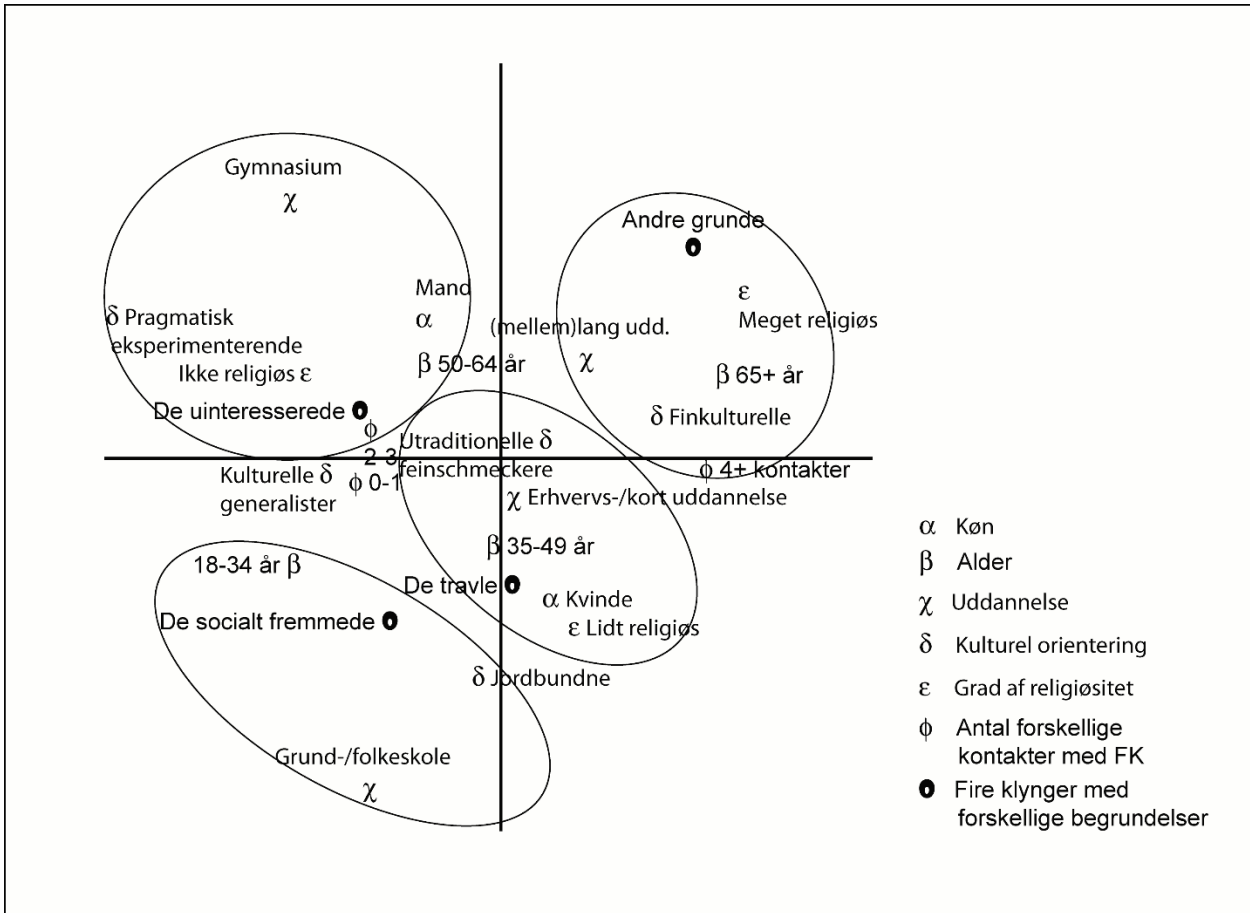 Gymnasium
χ
Andre grunde
Mand
α
ε
Meget religiøs
δ Pragmatisk
eksperimenterende
(mellem)lang udd.
χ
Ikke religiøs ε
β 50-64 år
β 65+ år
De uinteresserede
δ Finkulturelle
ϕ
2-3
Utraditionelle δ
feinschmeckere
ϕ 4+ kontakter
Kulturelle δ
generalister
ϕ 0-1
χ Erhvervs-/kort uddannelse
β 35-49 år
18-34 år β
De travle
α Kvinde
De socialt fremmede
ε Lidt religiøs
δ Jordbundne
Grund-/folkeskole
χ
α Køn
β Alder
χ Uddannelse
δ Kulturel orientering
ε Grad af religiøsitet
ϕ Antal forskellige
kontakter med FK
Fire klynger med
forskellige begrundelser